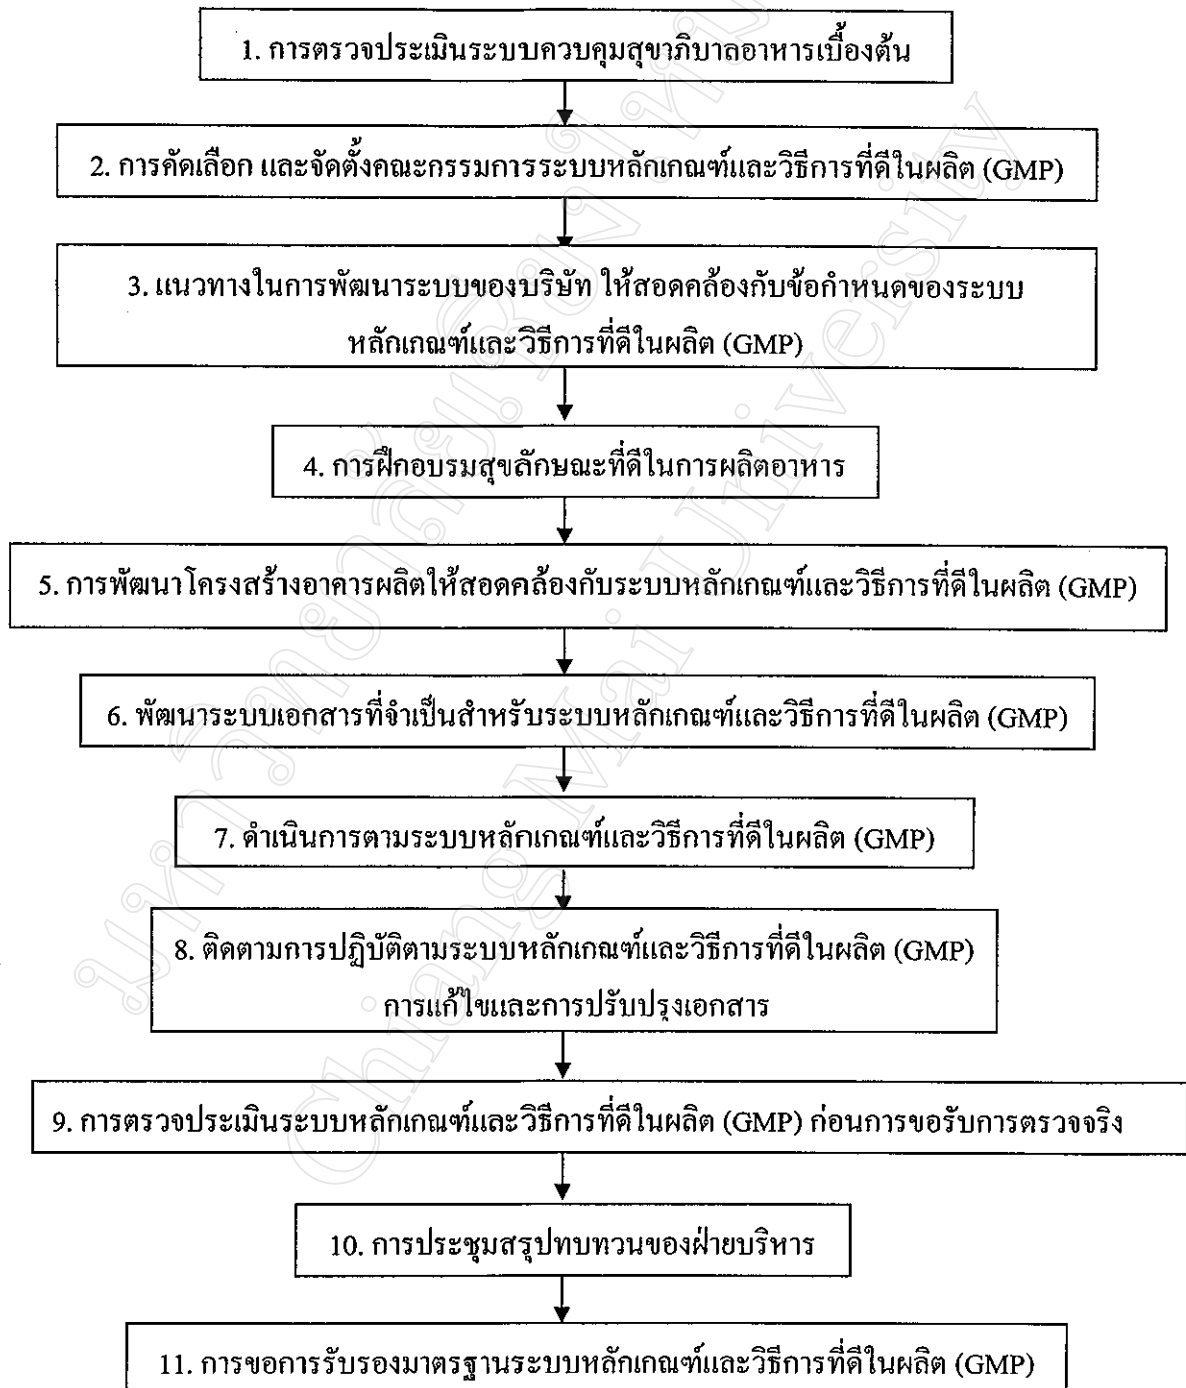 1. การตรวจประเมินระบบควบคุมสุขาภิบาลอาหารเบื้องต้น
2. การคัดเลือก และจัดตั้งคณะกรรมการระบบหลักเกณฑ์และวิธีการที่ดีในผลิต (GMP)
3. แนวทางในการพัฒนาระบบของบริษัท ให้สอดคล้องกับข้อกำหนดของระบบ
หลักเกณฑ์และวิธีการที่ดีในผลิต (GMP)
4. การฝึกอบรมสุขลักษณะที่ดีในการผลิตอาหาร
5. การพัฒนาโครงสร้างอาคารผลิตให้สอดคล้องกับระบบหลักเกณฑ์และวิธีการที่ดีในผลิต (GMP)
6. พัฒนาระบบเอกสารที่จำเป็นสำหรับระบบหลักเกณฑ์และวิธีการที่ดีในผลิต (GMP)
7. ดำเนินการตามระบบหลักเกณฑ์และวิธีการที่ดีในผลิต (GMP)
8. ติดตามการปฏิบัติตามระบบหลักเกณฑ์และวิธีการที่ดีในผลิต (GMP)
การแก้ไขและการปรับปรุงเอกสาร
9. การตรวจประเมินระบบหลักเกณฑ์และวิธีการที่ดีในผลิต (GMP) ก่อนการขอรับการตรวจจริง
10. การประชุมสรุปทบทวนของฝ่ายบริหาร
11. การขอการรับรองมาตรฐานระบบหลักเกณฑ์และวิธีการที่ดีในผลิต (GMP)
มหาวิทยาลัยเชียงใหม่
Chiang Mai University